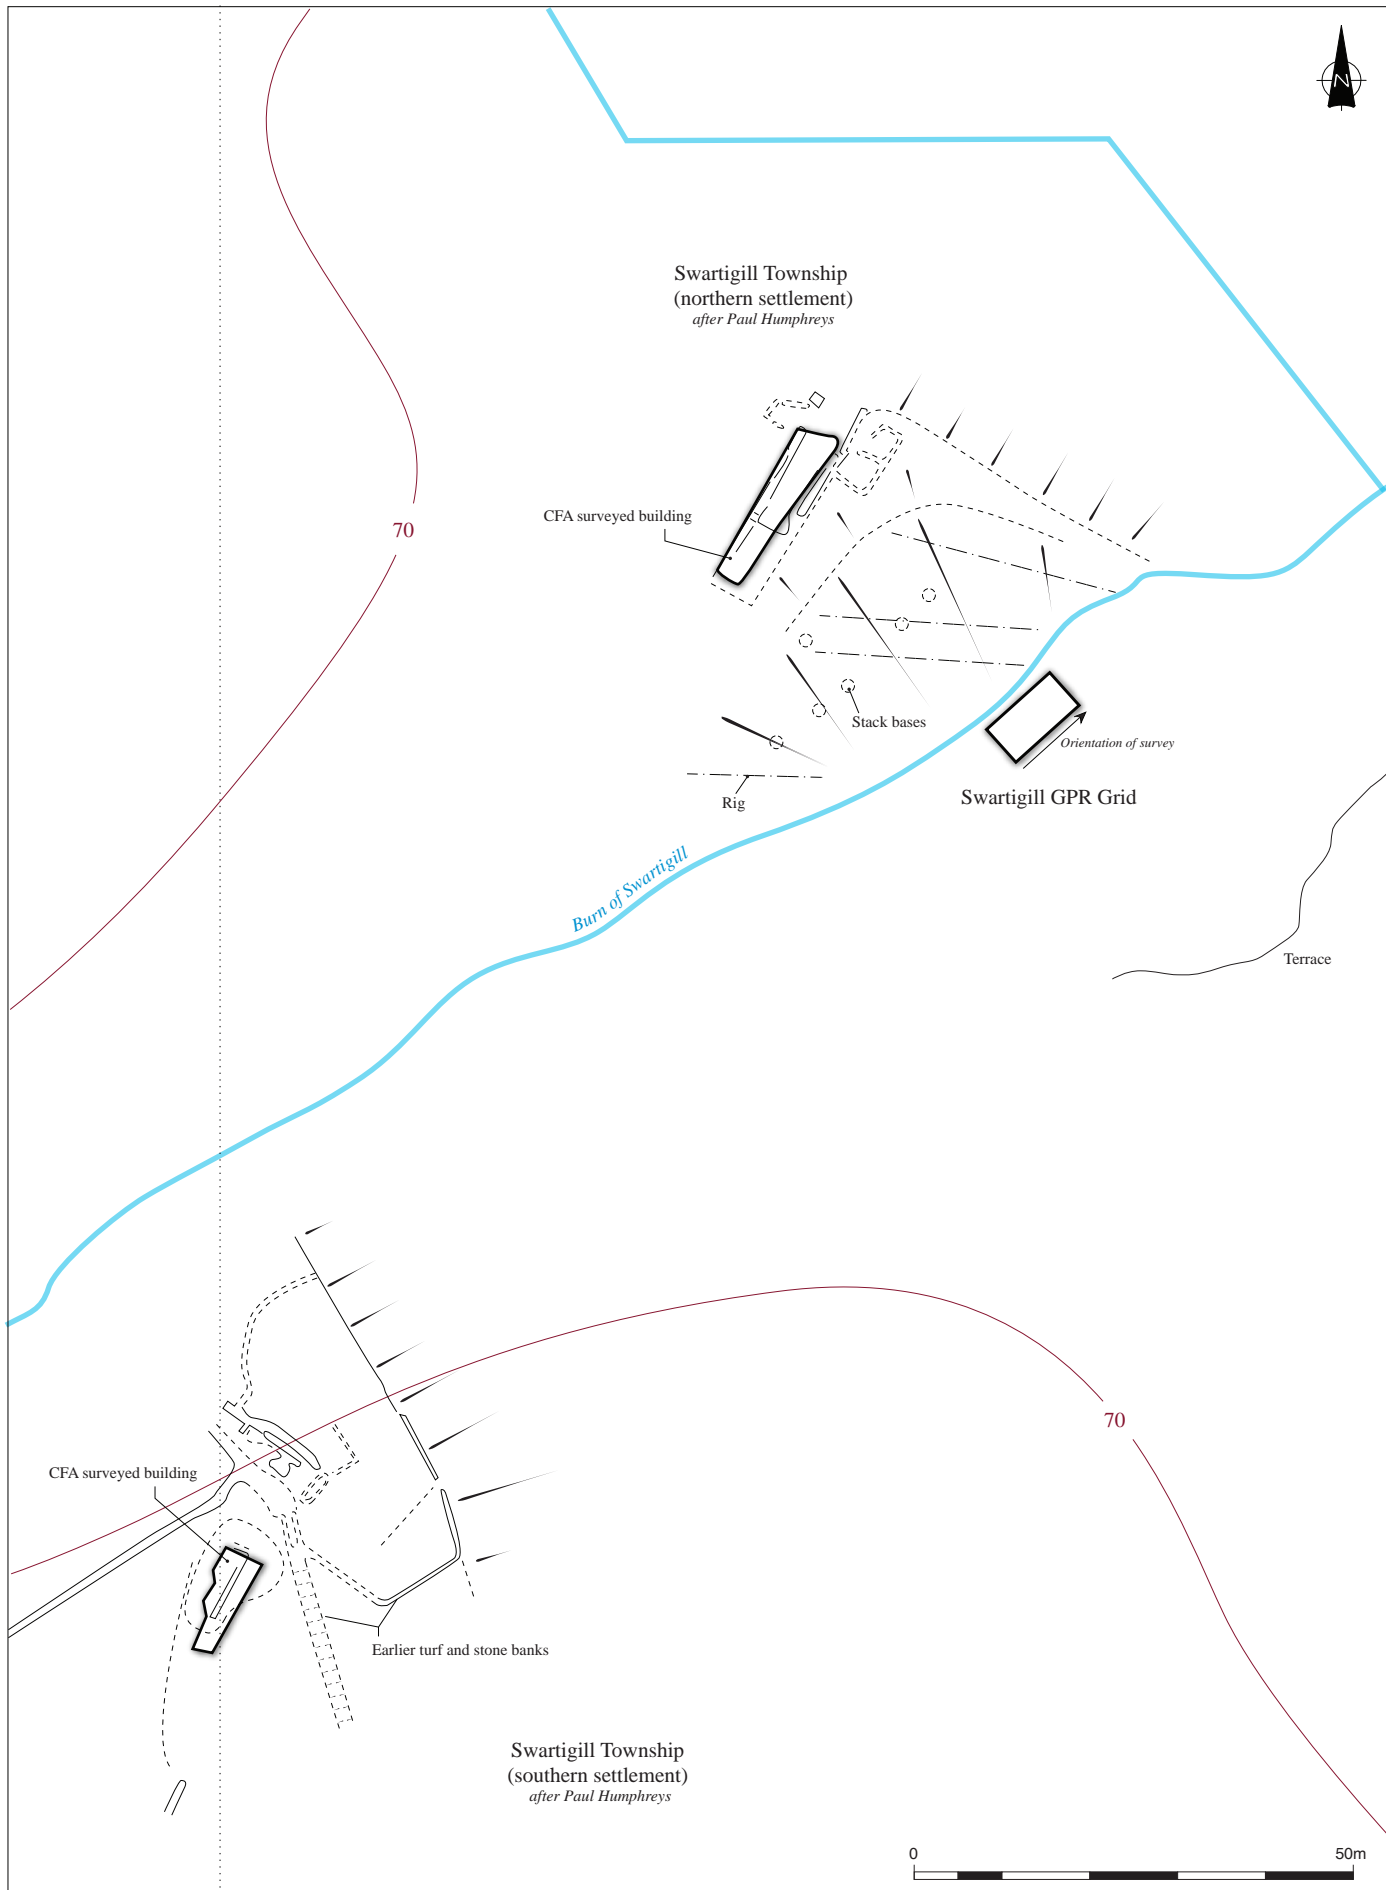 N
Swartigill Township
(northern settlement)
after Paul Humphreys
CFA surveyed building
70
Stack bases
Orientation of survey
Rig
Swartigill GPR Grid
Burn of Swartigill
Terrace
70
CFA surveyed building
Earlier turf and stone banks
Swartigill Township
(southern settlement)
after Paul Humphreys
0 50m